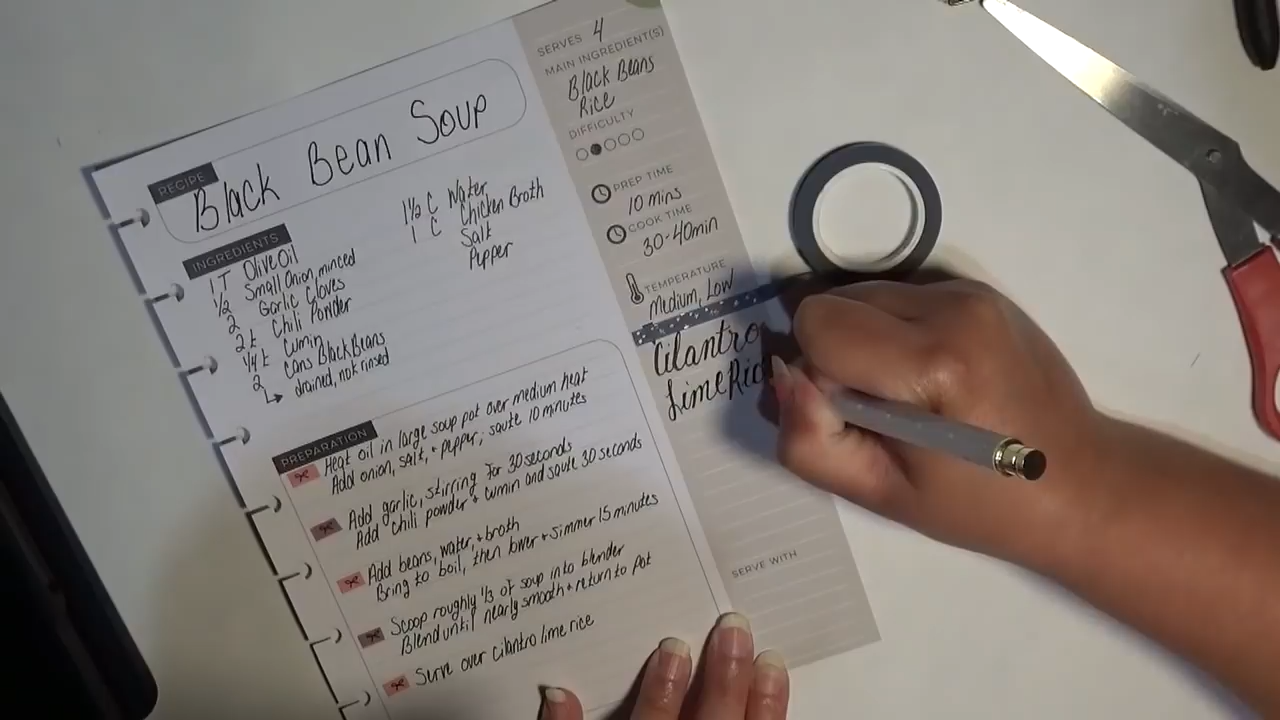 RECIPE
Black Bean Soup
INGREDIENTS
1 T Olive Oil
1/2 Small Onion minced
2 Garlic Cloves
2 t Chili Powder
1/4 t Cumin
2 Cans Black Beans
↳ drained, not rinsed
1½ C Water
1 C Chicken Broth
Salt
Pepper
PREPARATION
Heat oil in large soup pot over medium heat
Add onion, salt, + pepper; saute 10 minutes
Add garlic, stirring for 30 seconds
Add chili powder + cumin and saute 30 seconds
Add beans, water, + broth
Bring to boil, then lower + simmer 15 minutes
Scoop roughly 1/3 of soup into blender
Blend until nearly smooth + return to pot
Serve over cilantro lime rice
SERVES 4
MAIN INGREDIENT(S)
Black Beans
Rice
DIFFICULTY
PREP TIME
10 mins
COOK TIME
30-40min
TEMPERATURE
Medium, Low
Cilantro
Lime Ric
SERVE WITH